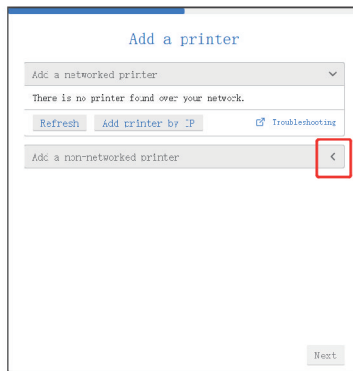 Add a printer
Add a networked printer
There is no printer found over your network.
Refresh Add printer by IP Troubleshooting
Add a non-networked printer
Next